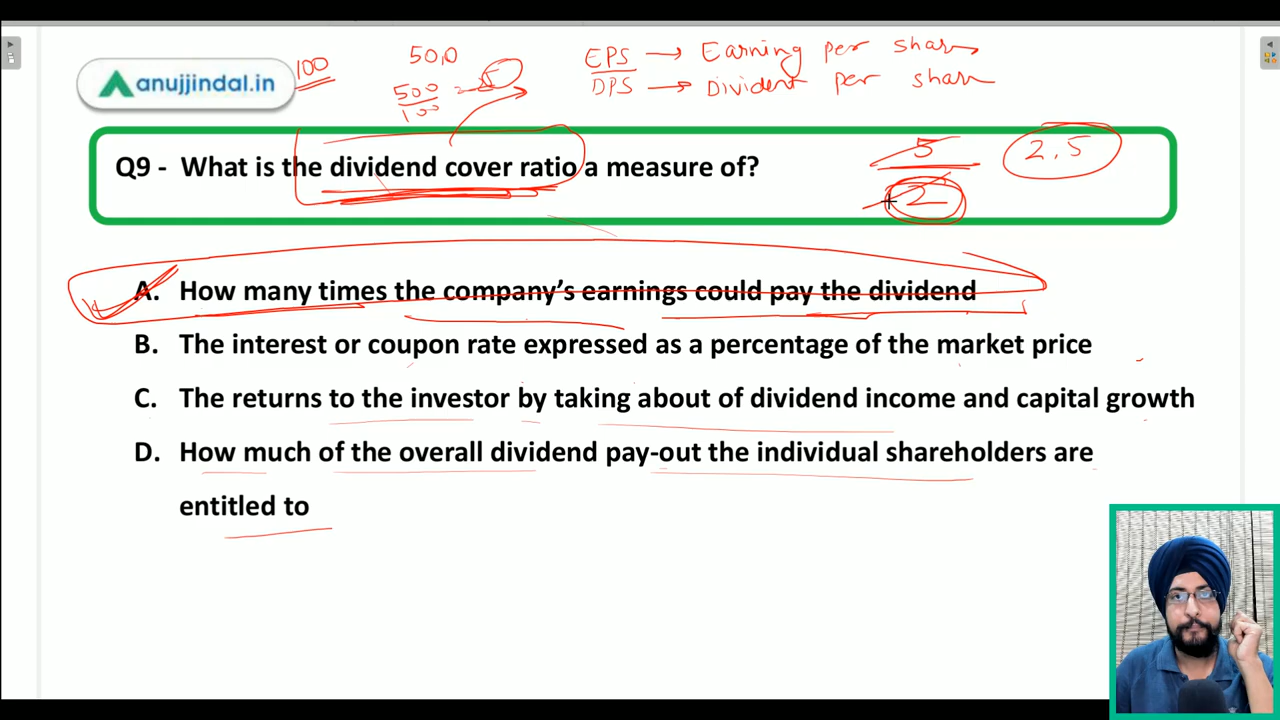 100
50,0
500
100
5
EPS → Earning per share
DPS → Divident per share
anujjindal.in
Q9 - What is the dividend cover ratio a measure of?
5
2
2.5
A. How many times the company's earnings could pay the dividend
B. The interest or coupon rate expressed as a percentage of the market price
C. The returns to the investor by taking about of dividend income and capital growth
D. How much of the overall dividend pay-out the individual shareholders are
entitled to